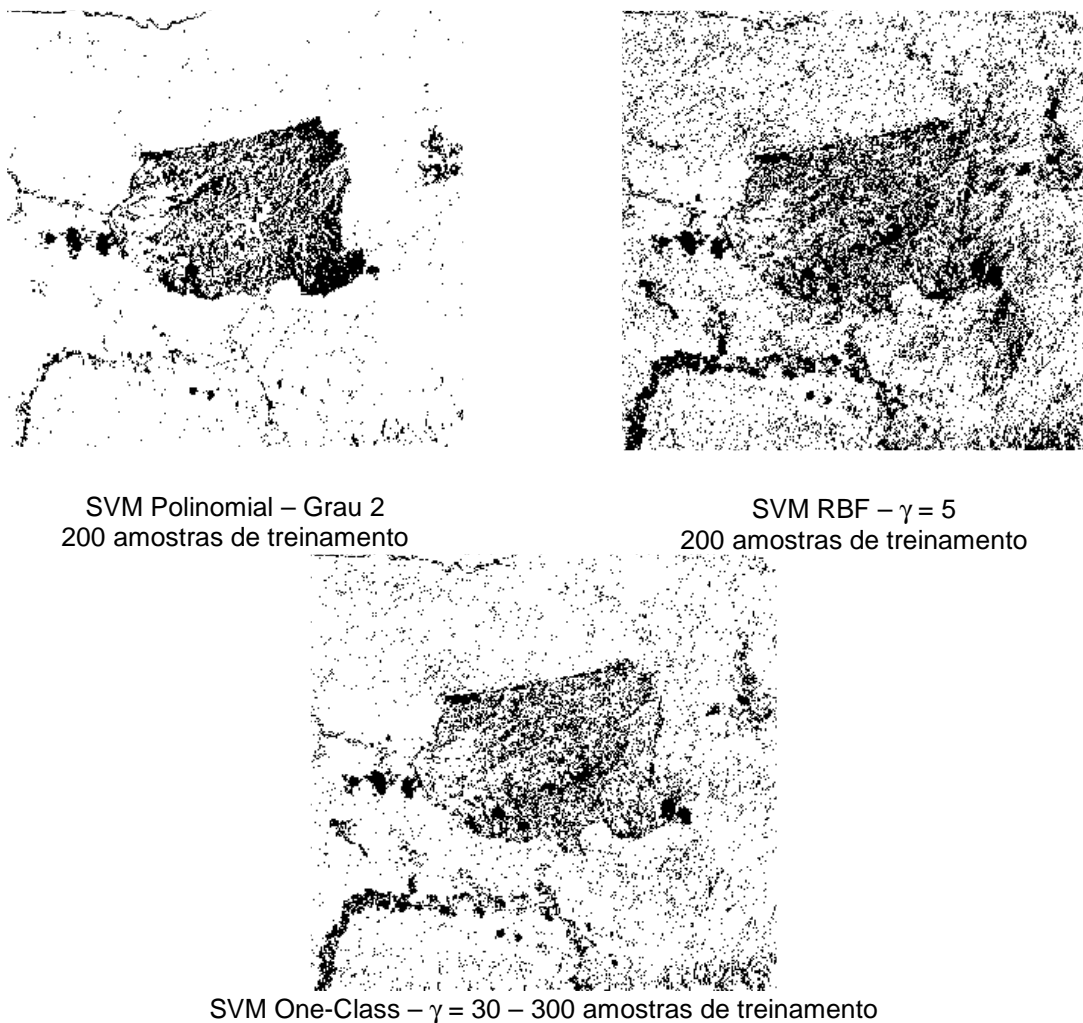 SVM Polinomial – Grau 2
200 amostras de treinamento
SVM RBF – γ = 5
200 amostras de treinamento
SVM One-Class – γ = 30 – 300 amostras de treinamento